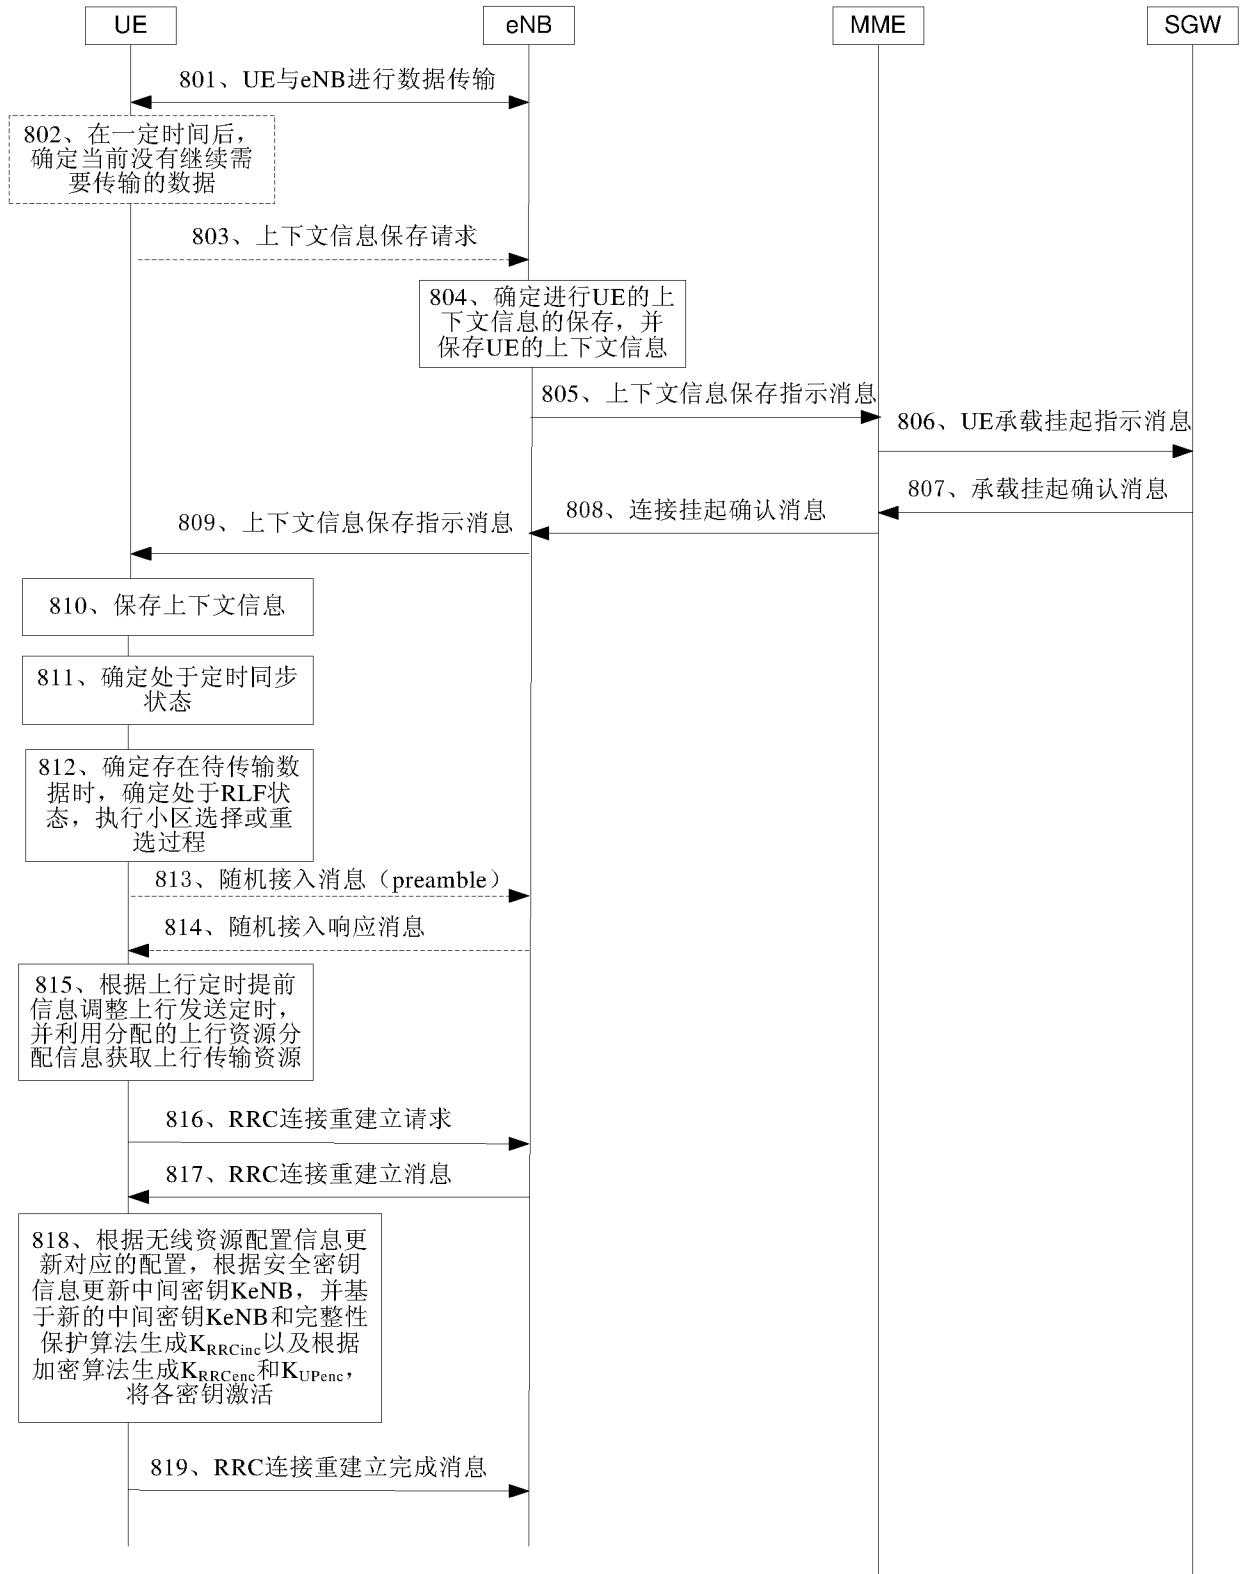 UE
eNB
MME
SGW
801、UE与eNB进行数据传输
802、在一定时间后，
确定当前没有继续需
要传输的数据
803、上下文信息保存请求
804、确定进行UE的上
下文信息的保存，并
保存UE的上下文信息
805、上下文信息保存指示消息
806、UE承载挂起指示消息
807、承载挂起确认消息
808、连接挂起确认消息
809、上下文信息保存指示消息
810、保存上下文信息
811、确定处于定时同步
状态
812、确定存在待传输数
据时，确定处于RLF状
态，执行小区选择或重
选过程
813、随机接入消息（preamble）
814、随机接入响应消息
815、根据上行定时提前
信息调整上行发送定时，
并利用分配的上行资源分
配信息获取上行传输资源
816、RRC连接重建立请求
817、RRC连接重建立消息
818、根据无线资源配置信息更
新对应的配置，根据安全密钥
信息更新中间密钥KeNB，并基
于新的中间密钥KeNB和完整性
保护算法生成KRRCinc以及根据
加密算法生成KRRCenc和KUPenc，
将各密钥激活
819、RRC连接重建立完成消息